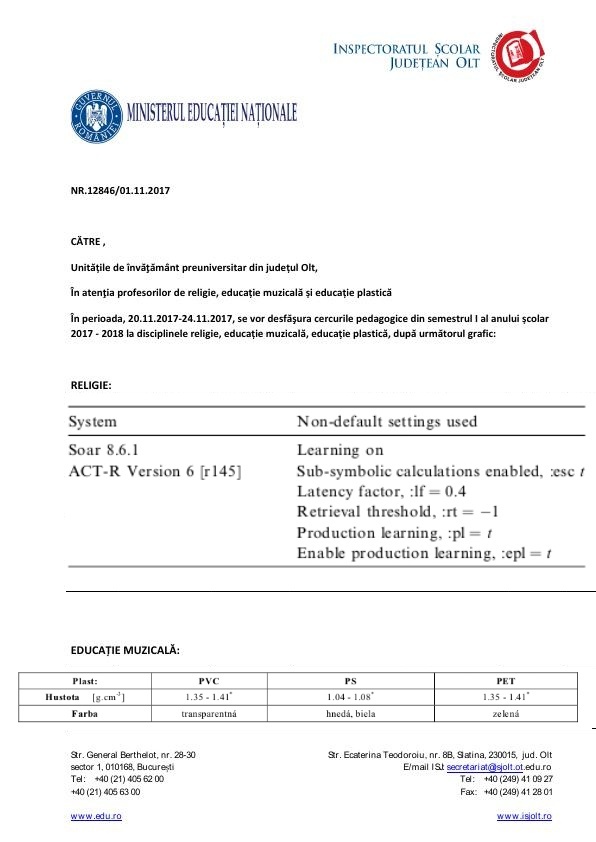 INSPECTORATUL ȘCOLAR
JUDEȚEAN OLT
INSPECTORATUL ȘCOLAR JUDEȚEAN OLT
GUVERNUL ROMÂNIEI
MINISTERUL EDUCAȚIEI NAȚIONALE
NR.12846/01.11.2017
CĂTRE ,
Unitățile de învățământ preuniversitar din județul Olt,
În atenția profesorilor de religie, educație muzicală și educație plastică
În perioada, 20.11.2017-24.11.2017, se vor desfășura cercurile pedagogice din semestrul I al anului școlar
2017 - 2018 la disciplinele religie, educație muzicală, educație plastică, după următorul grafic:
RELIGIE:
System Non-default settings used
Soar 8.6.1 Learning on
ACT-R Version 6 [r145] Sub-symbolic calculations enabled, :esc t
Latency factor, :lf = 0.4
Retrieval threshold, :rt = −1
Production learning, :pl = t
Enable production learning, :epl = t
EDUCAȚIE MUZICALĂ:
Plast: PVC PS PET
Hustota [g.cm-3] 1.35 - 1.41* 1.04 - 1.08* 1.35 - 1.41*
Farba transparentná hnedá, biela zelená
Str. General Berthelot, nr. 28-30 Str. Ecaterina Teodoroiu, nr. 8B, Slatina, 230015, jud. Olt
sector 1, 010168, București E/mail ISJ: secretariat@sjolt.ot.edu.ro
Tel: +40 (21) 405 62 00 Tel: +40 (249) 41 09 27
+40 (21) 405 63 00 Fax: +40 (249) 41 28 01
www.edu.ro www.isjolt.ro